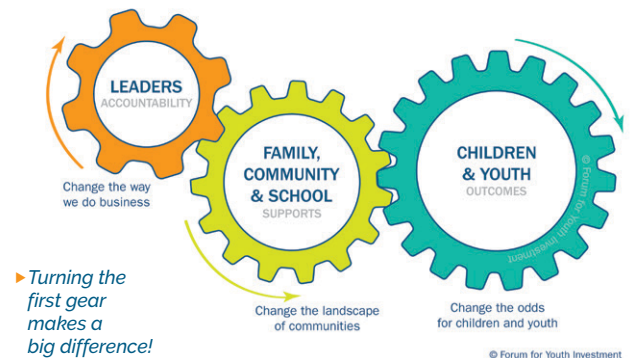 LEADERS
ACCOUNTABILITY
Change the way
we do business
FAMILY,
COMMUNITY
& SCHOOL
SUPPORTS
Change the landscape
of communities
CHILDREN
& YOUTH
OUTCOMES
© Forum for Youth Investment
Change the odds
for children and youth
▸Turning the
first gear
makes a
big difference!
© Forum for Youth Investment